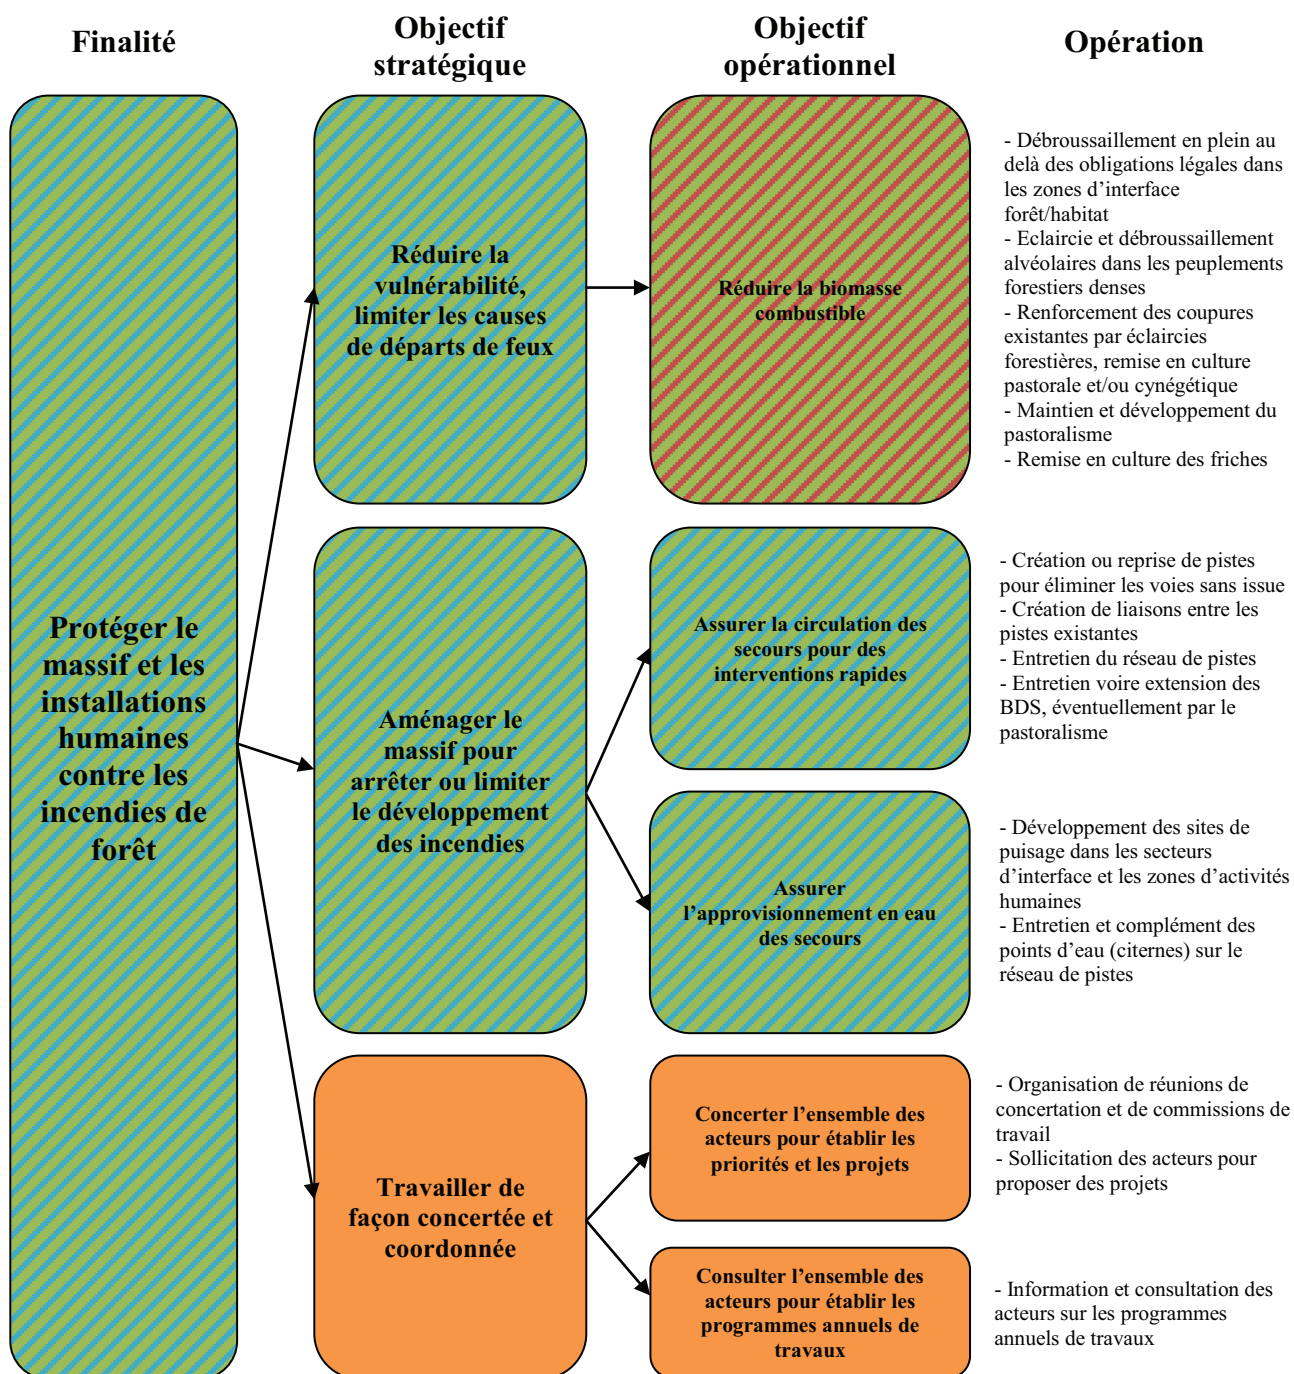 Finalité
Objectif
stratégique
Objectif
opérationnel
Opération
Protéger le
massif et les
installations
humaines
contre les
incendies de
forêt
Réduire la
vulnérabilité,
limiter les causes
de départs de feux
Réduire la biomasse
combustible
- Débroussaillement en plein au
delà des obligations légales dans
les zones d’interface
forêt/habitat
- Eclaircie et débroussaillement
alvéolaires dans les peuplements
forestiers denses
- Renforcement des coupures
existantes par éclaircies
forestières, remise en culture
pastorale et/ou cynégétique
- Maintien et développement du
pastoralisme
- Remise en culture des friches
Aménager le
massif pour
arrêter ou limiter
le développement
des incendies
Assurer la circulation des
secours pour des
interventions rapides
- Création ou reprise de pistes
pour éliminer les voies sans issue
- Création de liaisons entre les
pistes existantes
- Entretien du réseau de pistes
- Entretien voire extension des
BDS, éventuellement par le
pastoralisme
Assurer
l’approvisionnement en eau
des secours
- Développement des sites de
puisage dans les secteurs
d’interface et les zones d’activités
humaines
- Entretien et complément des
points d’eau (citernes) sur le
réseau de pistes
Travailler de
façon concertée et
coordonnée
Concerter l’ensemble des
acteurs pour établir les
priorités et les projets
- Organisation de réunions de
concertation et de commissions de
travail
- Sollicitation des acteurs pour
proposer des projets
Consulter l’ensemble des
acteurs pour établir les
programmes annuels de
travaux
- Information et consultation des
acteurs sur les programmes
annuels de travaux